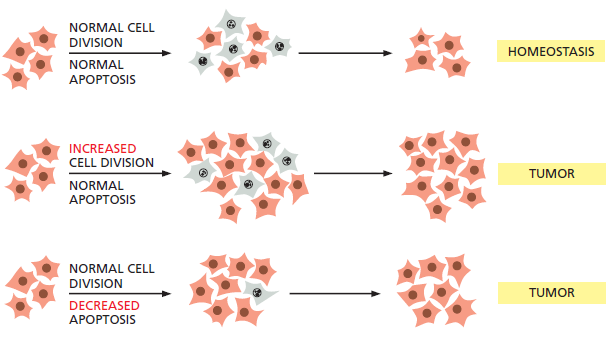 NORMAL CELL
DIVISION
NORMAL
APOPTOSIS
HOMEOSTASIS
INCREASED
CELL DIVISION
NORMAL
APOPTOSIS
TUMOR
NORMAL CELL
DIVISION
DECREASED
APOPTOSIS
TUMOR